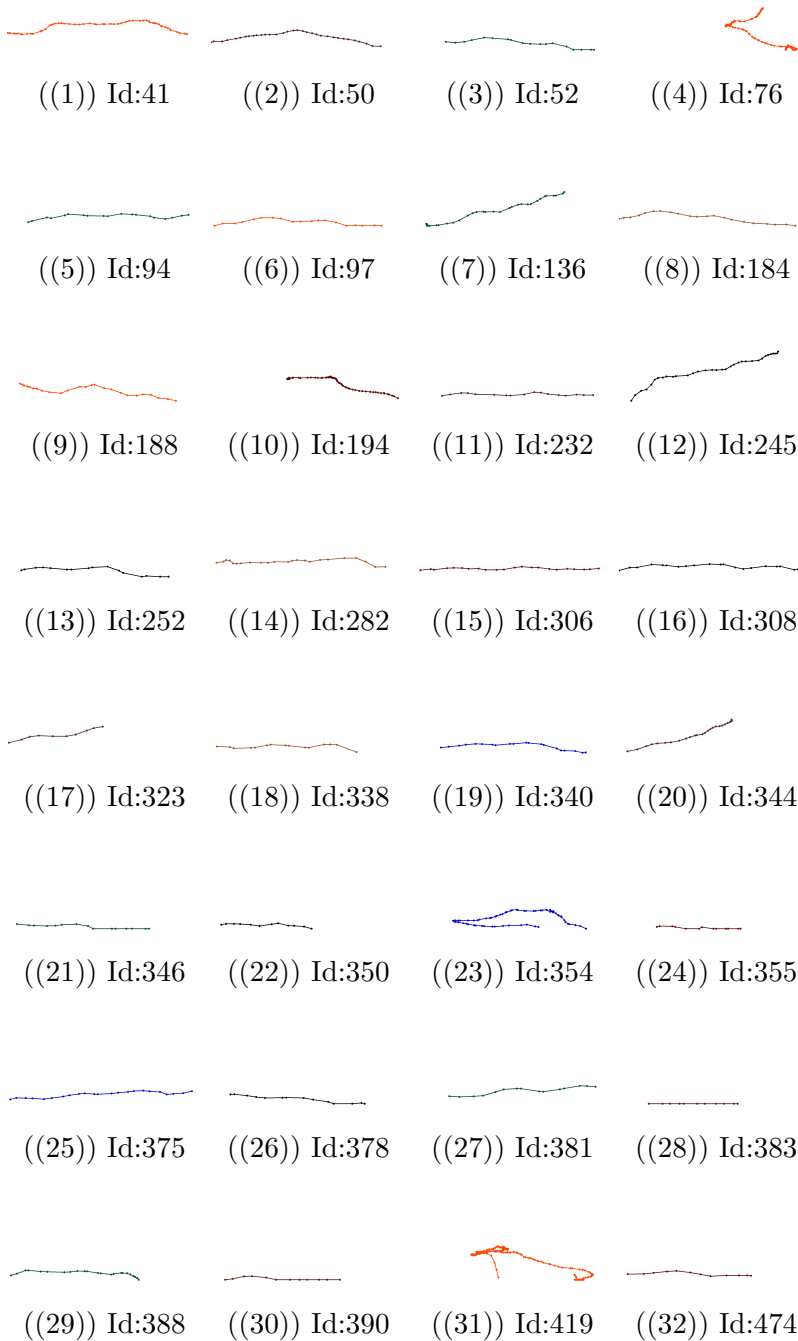 ((1)) Id:41 ((2)) Id:50 ((3)) Id:52 ((4)) Id:76
((5)) Id:94 ((6)) Id:97 ((7)) Id:136 ((8)) Id:184
((9)) Id:188 ((10)) Id:194 ((11)) Id:232 ((12)) Id:245
((13)) Id:252 ((14)) Id:282 ((15)) Id:306 ((16)) Id:308
((17)) Id:323 ((18)) Id:338 ((19)) Id:340 ((20)) Id:344
((21)) Id:346 ((22)) Id:350 ((23)) Id:354 ((24)) Id:355
((25)) Id:375 ((26)) Id:378 ((27)) Id:381 ((28)) Id:383
((29)) Id:388 ((30)) Id:390 ((31)) Id:419 ((32)) Id:474